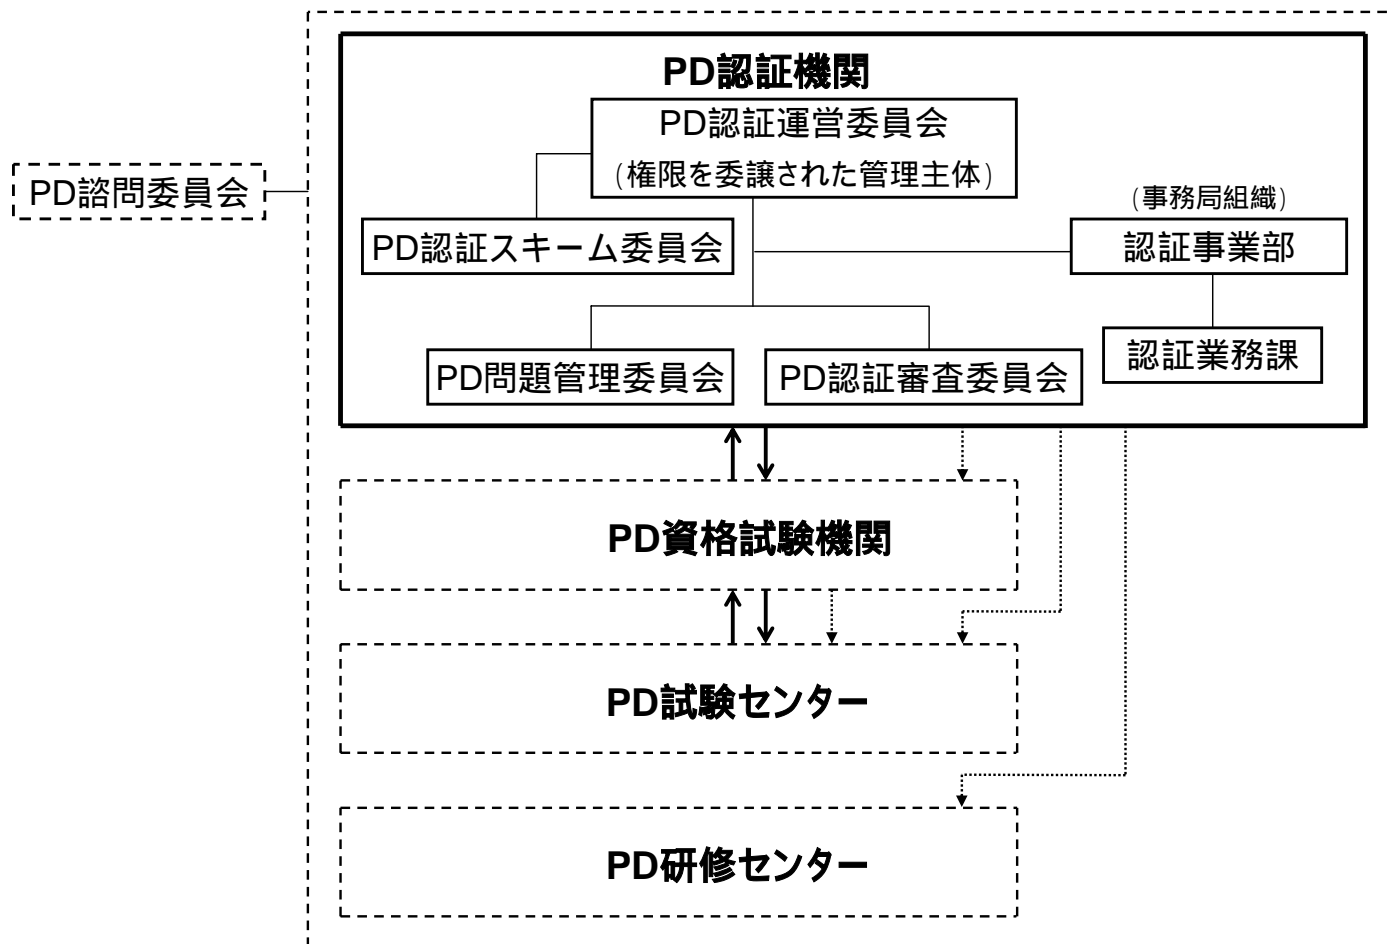 PD認証機関
PD認証運営委員会
(権限を委譲された管理主体)
PD諮問委員会
(事務局組織)
PD認証スキーム委員会
認証事業部
認証業務課
PD問題管理委員会
PD認証審査委員会
PD資格試験機関
PD試験センター
PD研修センター